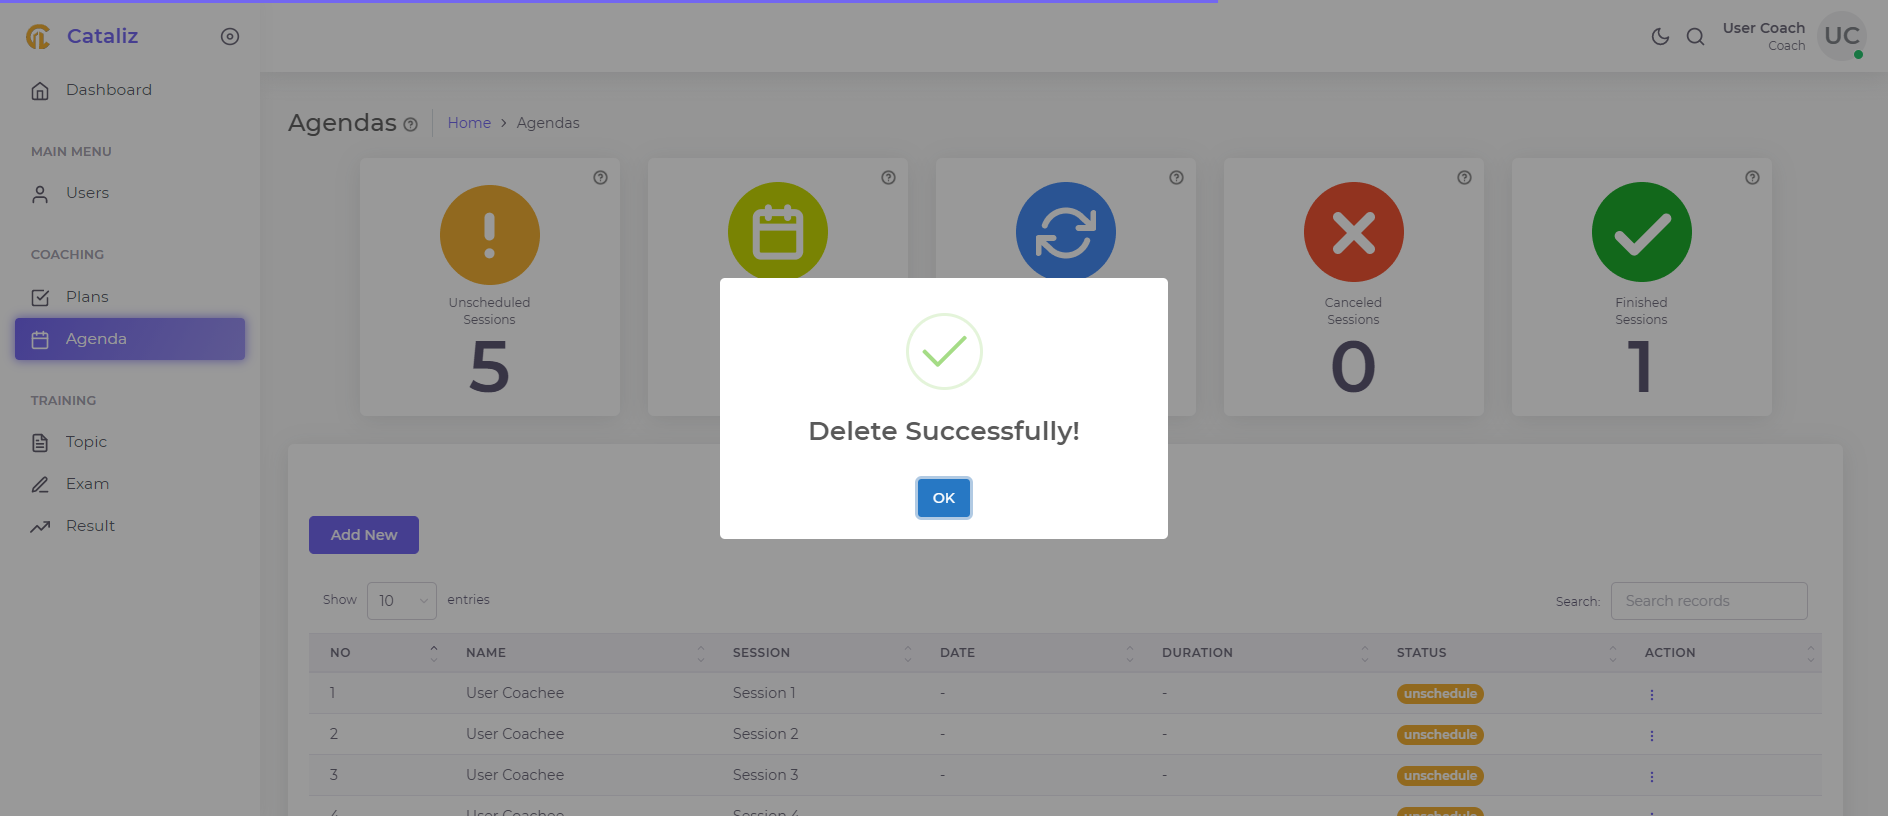 Cataliz
User Coach
Coach
UC
Dashboard
MAIN MENU
Users
COACHING
Plans
Agenda
TRAINING
Topic
Exam
Result
Agendas
Home > Agendas
Unscheduled
Sessions
5
Canceled
Sessions
0
Finished
Sessions
1
Delete Successfully!
OK
Add New
Show 10 entries
Search: Search records
NO NAME SESSION DATE DURATION STATUS ACTION
1 User Coachee Session 1 - - unschedule
2 User Coachee Session 2 - - unschedule
3 User Coachee Session 3 - - unschedule
4 User Coachee Session 4 unschedule